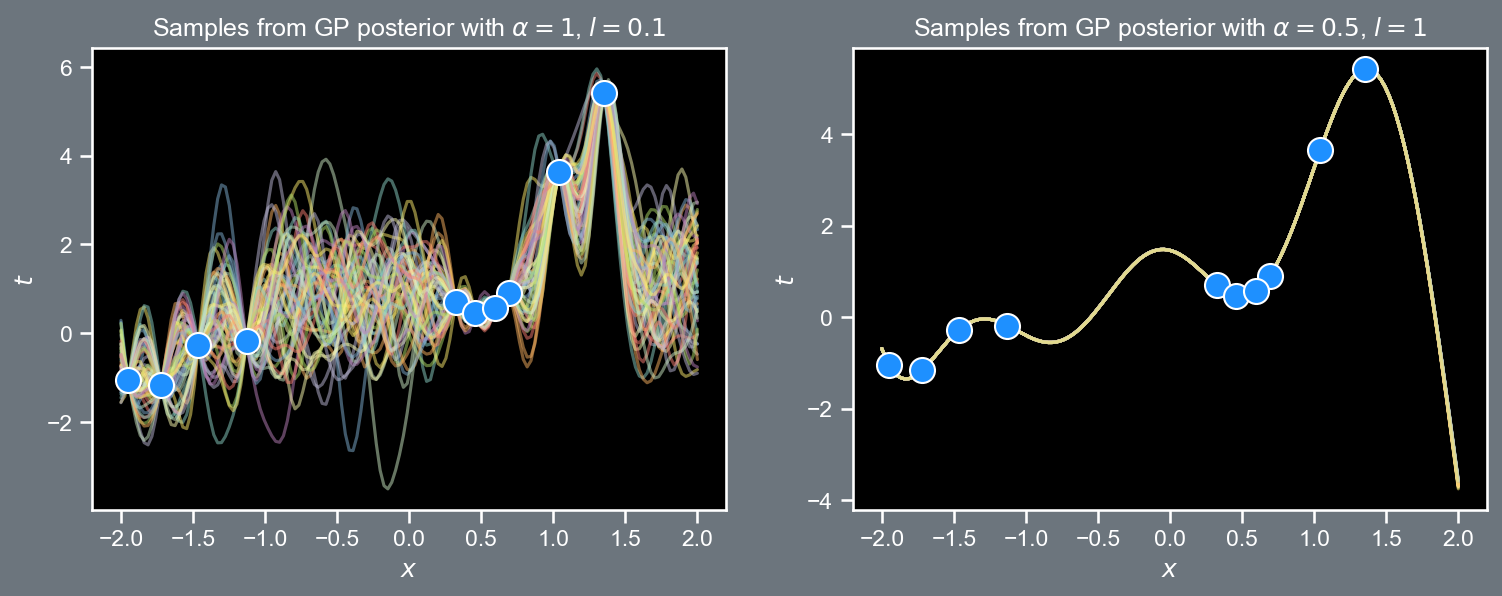 Samples from GP posterior with α = 1, l = 0.1
6
4
2
0
−2
t
−2.0 −1.5 −1.0 −0.5 0.0 0.5 1.0 1.5 2.0
x
Samples from GP posterior with α = 0.5, l = 1
4
2
0
−2
−4
t
−2.0 −1.5 −1.0 −0.5 0.0 0.5 1.0 1.5 2.0
x